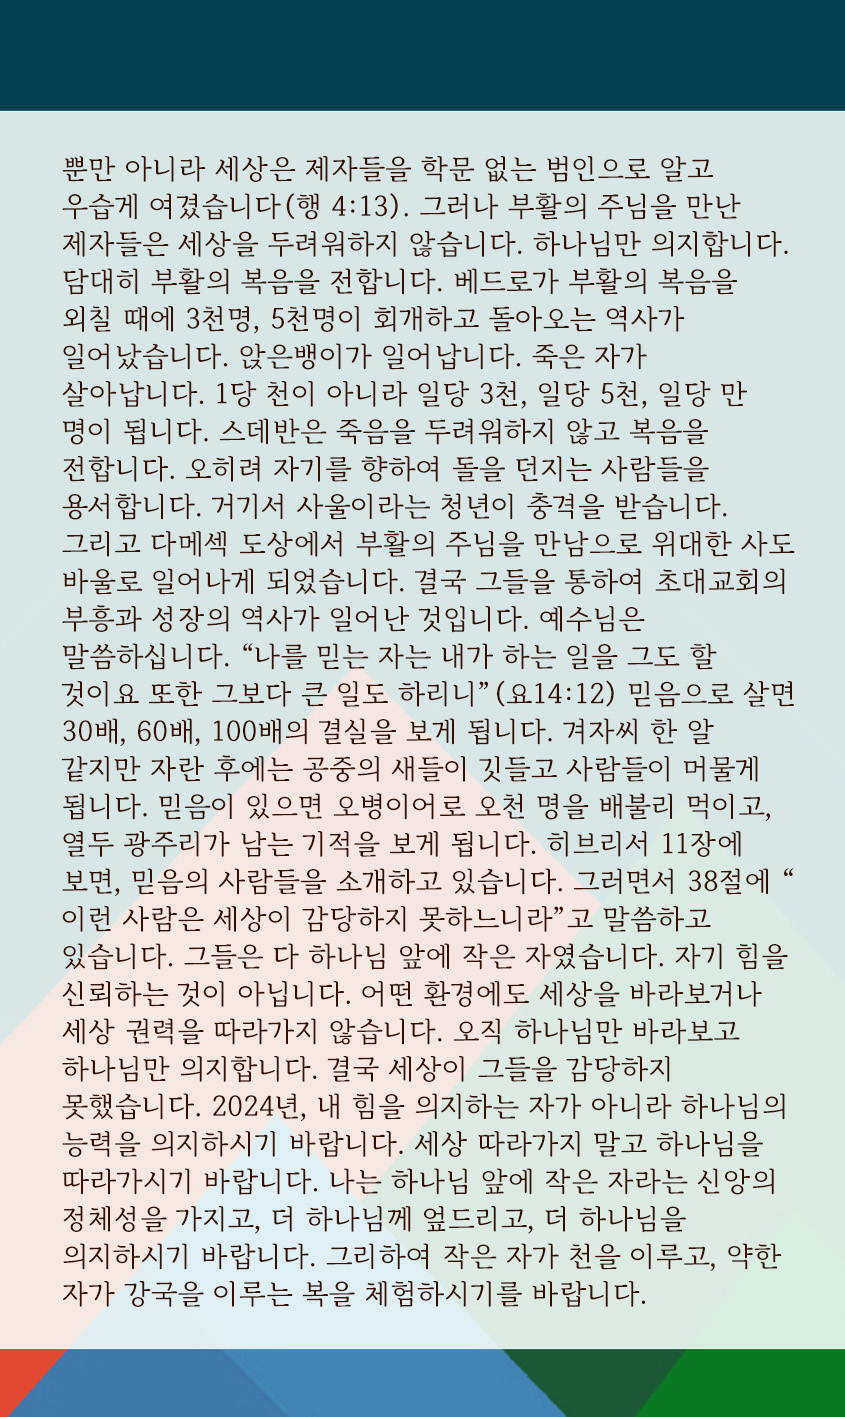 뿐만 아니라 세상은 제자들을 학문 없는 범인으로 알고
우습게 여겼습니다(행 4:13). 그러나 부활의 주님을 만난
제자들은 세상을 두려워하지 않습니다. 하나님만 의지합니다.
담대히 부활의 복음을 전합니다. 베드로가 부활의 복음을
외칠 때에 3천명, 5천명이 회개하고 돌아오는 역사가
일어났습니다. 앉은뱅이가 일어납니다. 죽은 자가
살아납니다. 1당 천이 아니라 일당 3천, 일당 5천, 일당 만
명이 됩니다. 스데반은 죽음을 두려워하지 않고 복음을
전합니다. 오히려 자기를 향하여 돌을 던지는 사람들을
용서합니다. 거기서 사울이라는 청년이 충격을 받습니다.
그리고 다메섹 도상에서 부활의 주님을 만남으로 위대한 사도
바울로 일어나게 되었습니다. 결국 그들을 통하여 초대교회의
부흥과 성장의 역사가 일어난 것입니다. 예수님은
말씀하십니다. “나를 믿는 자는 내가 하는 일을 그도 할
것이요 또한 그보다 큰 일도 하리니”(요14:12) 믿음으로 살면
30배, 60배, 100배의 결실을 보게 됩니다. 겨자씨 한 알
같지만 자란 후에는 공중의 새들이 깃들고 사람들이 머물게
됩니다. 믿음이 있으면 오병이어로 오천 명을 배불리 먹이고,
열두 광주리가 남는 기적을 보게 됩니다. 히브리서 11장에
보면, 믿음의 사람들을 소개하고 있습니다. 그러면서 38절에 “
이런 사람은 세상이 감당하지 못하느니라”고 말씀하고
있습니다. 그들은 다 하나님 앞에 작은 자였습니다. 자기 힘을
신뢰하는 것이 아닙니다. 어떤 환경에도 세상을 바라보거나
세상 권력을 따라가지 않습니다. 오직 하나님만 바라보고
하나님만 의지합니다. 결국 세상이 그들을 감당하지
못했습니다. 2024년, 내 힘을 의지하는 자가 아니라 하나님의
능력을 의지하시기 바랍니다. 세상 따라가지 말고 하나님을
따라가시기 바랍니다. 나는 하나님 앞에 작은 자라는 신앙의
정체성을 가지고, 더 하나님께 엎드리고, 더 하나님을
의지하시기 바랍니다. 그리하여 작은 자가 천을 이루고, 약한
자가 강국을 이루는 복을 체험하시기를 바랍니다.